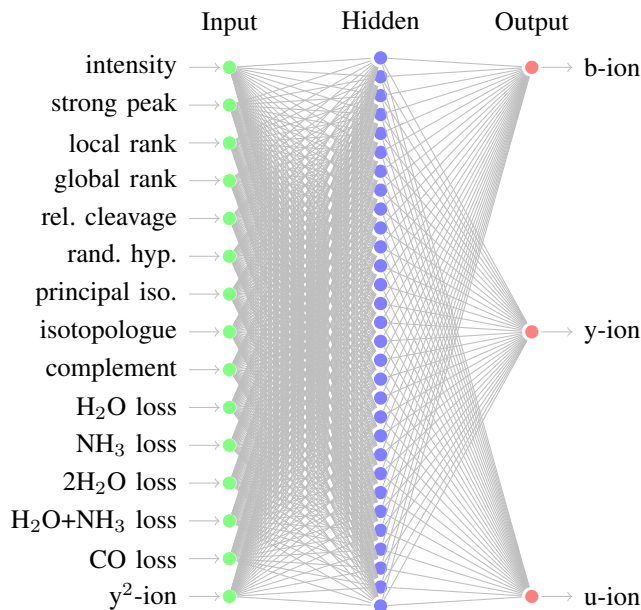 Input Hidden Output
intensity b-ion
strong peak
local rank
global rank
rel. cleavage
rand. hyp.
principal iso.
isotopologue y-ion
complement
H₂O loss
NH₃ loss
2H₂O loss
H₂O+NH₃ loss
CO loss
y²-ion u-ion